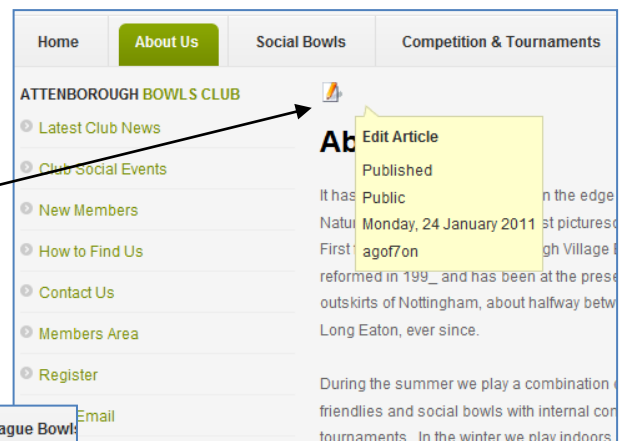 Home About Us Social Bowls Competition & Tournaments
ATTENBOROUGH BOWLS CLUB
Latest Club News
Club Social Events
New Members
How to Find Us
Contact Us
Members Area
Register
Email
ague Bowl
Ab
Edit Article
Published
Public
Monday, 24 January 2011
agof7on
It has n the edge
Natu st pictures
First gh Village
reformed in 199_ and has been at the prese
outskirts of Nottingham, about halfway betw
Long Eaton, ever since.
During the summer we play a combination
friendlies and social bowls with internal con
tournaments. In the winter we play indoors